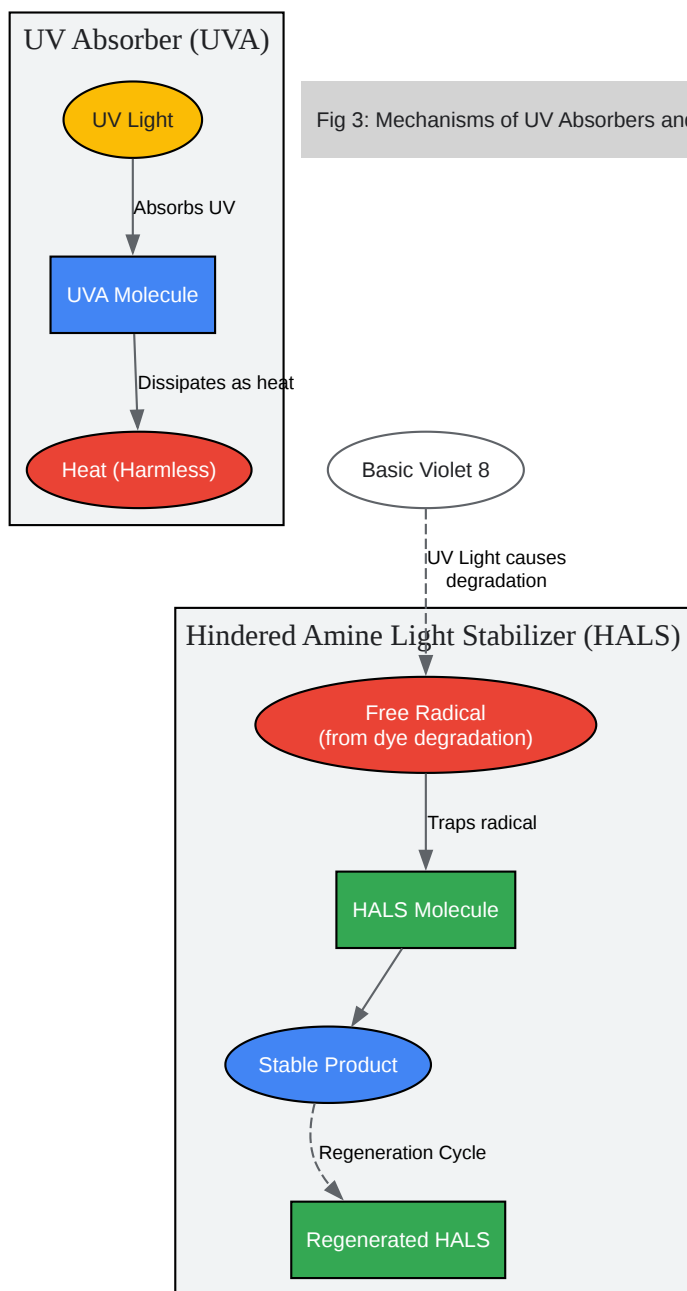 UV Absorber (UVA)
UV Light
Fig 3: Mechanisms of UV Absorbers and
Absorbs UV
UVA Molecule
Dissipates as heat
Heat (Harmless)
Basic Violet 8
UV Light causes
degradation
Hindered Amine Light Stabilizer (HALS)
Free Radical
(from dye degradation)
Traps radical
HALS Molecule
Stable Product
Regeneration Cycle
Regenerated HALS